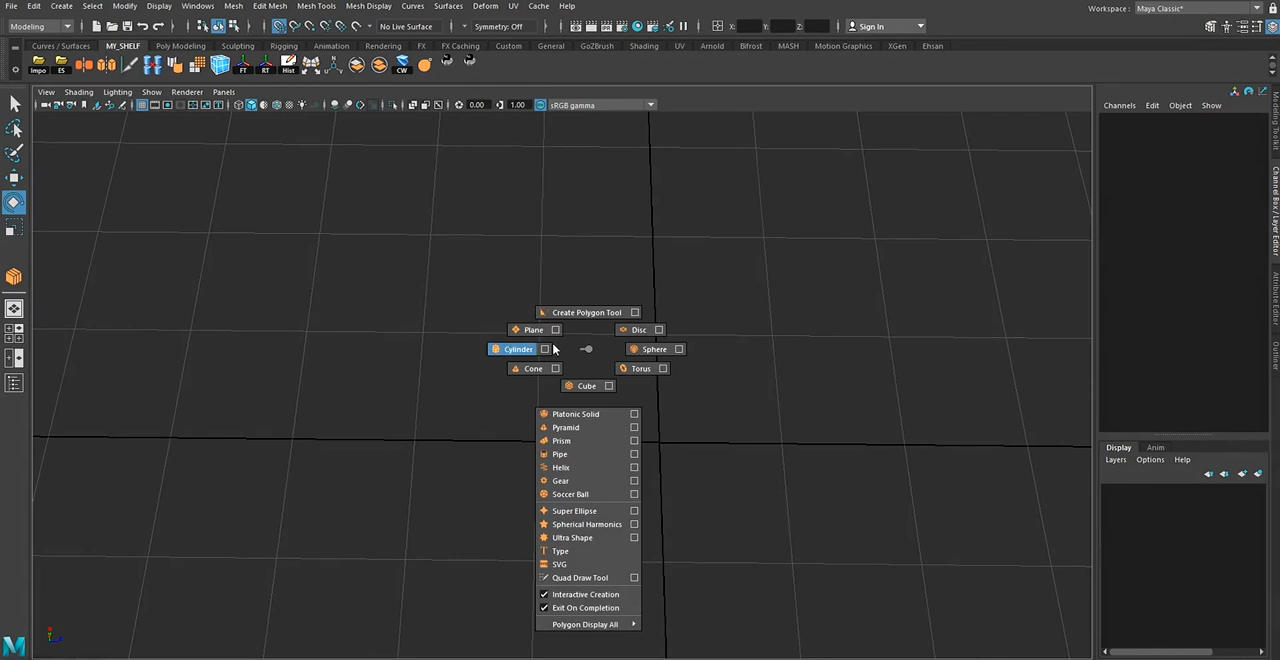 File Edit Create Select Modify Display Windows Mesh Edit Mesh Mesh Tools Mesh Display Curves Surfaces Deform UV Cache Help Workspace : Maya Classic*
Modeling No Live Surface Symmetry: Off X: Y: Z: Sign In
Curves / Surfaces MY_SHELF Poly Modeling Sculpting Rigging Animation Rendering FX FX Caching Custom General GoZBrush Shading UV Arnold Bifrost MASH Motion Graphics XGen Ehsan
Impo ES FT RT Hist CW
View Shading Lighting Show Renderer Panels
0.00 1.00 sRGB gamma
Channels Edit Object Show
Modeling Toolkit
Channel Box / Layer Editor
Attribute Editor
Outliner
Create Polygon Tool
Plane Disc
Cylinder Sphere
Cone Torus
Cube
Platonic Solid
Pyramid
Prism
Pipe
Helix
Gear
Soccer Ball
Super Ellipse
Spherical Harmonics
Ultra Shape
Type
SVG
Quad Draw Tool
Interactive Creation
Exit On Completion
Polygon Display All
Display Anim
Layers Options Help